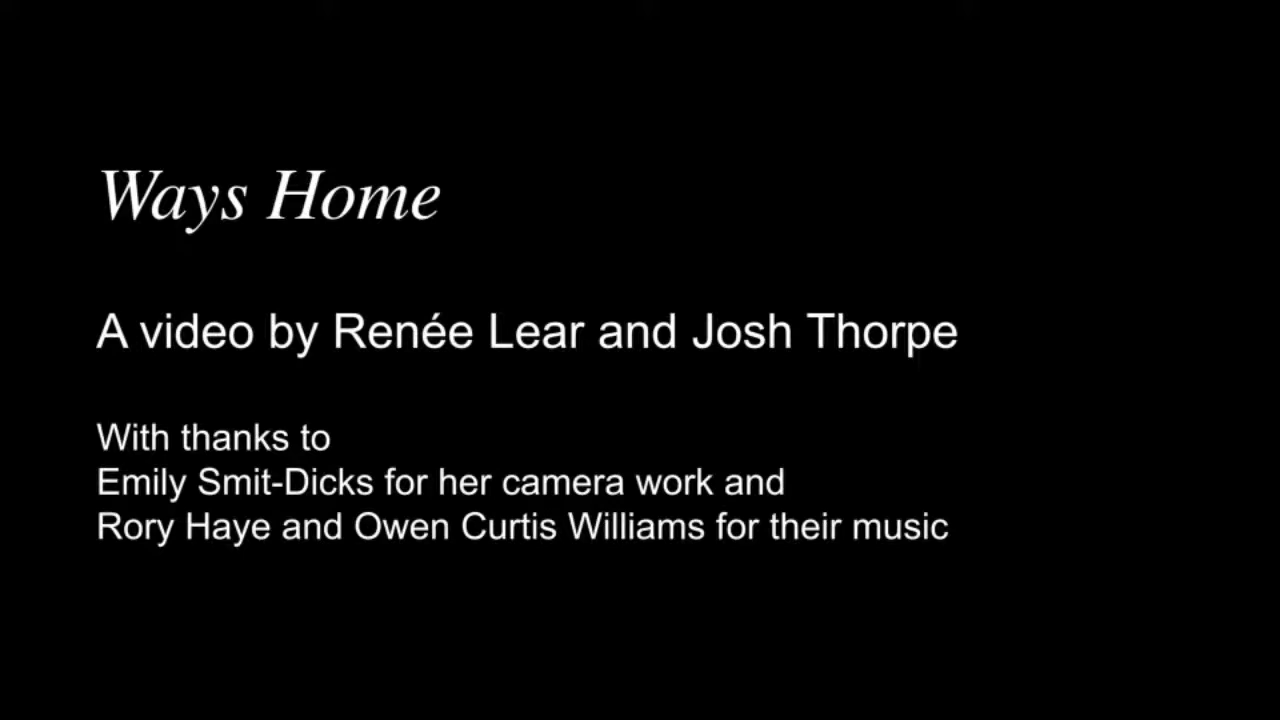 Ways Home
A video by Renée Lear and Josh Thorpe
With thanks to
Emily Smit-Dicks for her camera work and
Rory Haye and Owen Curtis Williams for their music